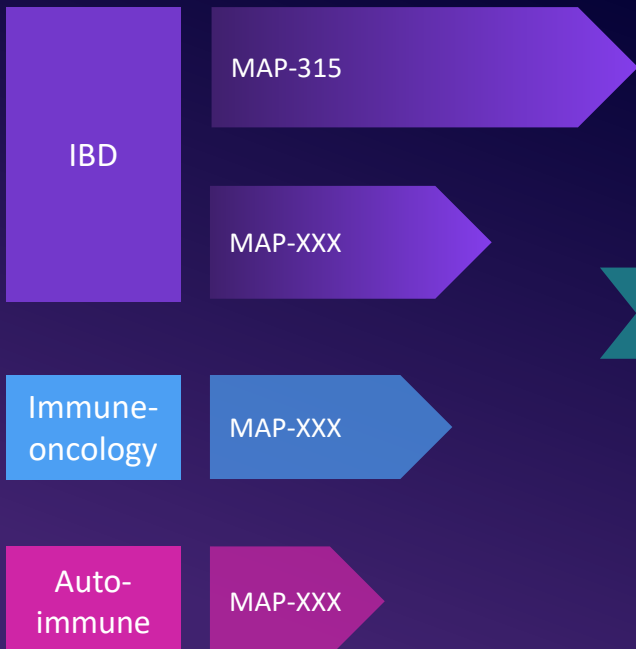 IBD
MAP-315
MAP-XXX
Immune-
oncology
MAP-XXX
Auto-
immune
MAP-XXX